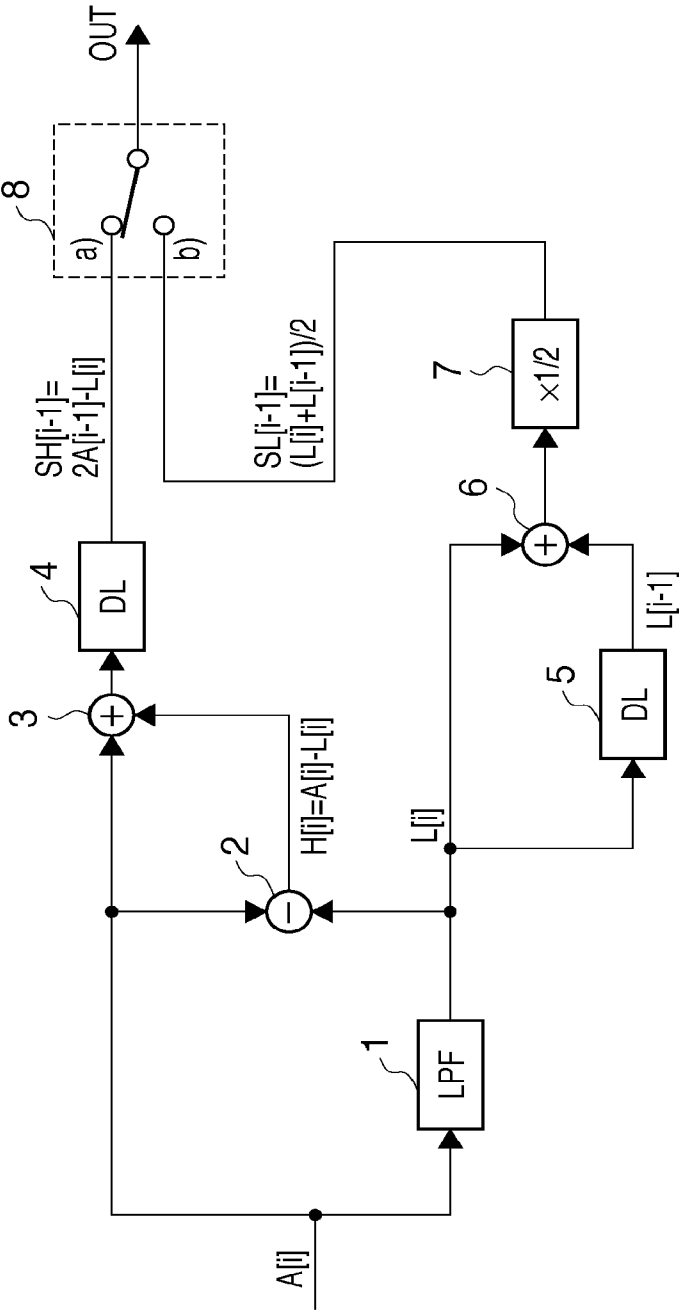 A[i]
1
LPF
2
H[i]=A[i]-L[i]
3
4
DL
SH[i-1]=
2A[i-1]-L[i]
L[i]
5
DL
L[i-1]
6
7
×1/2
SL[i-1]=
(L[i]+L[i-1])/2
8
a)
b)
OUT